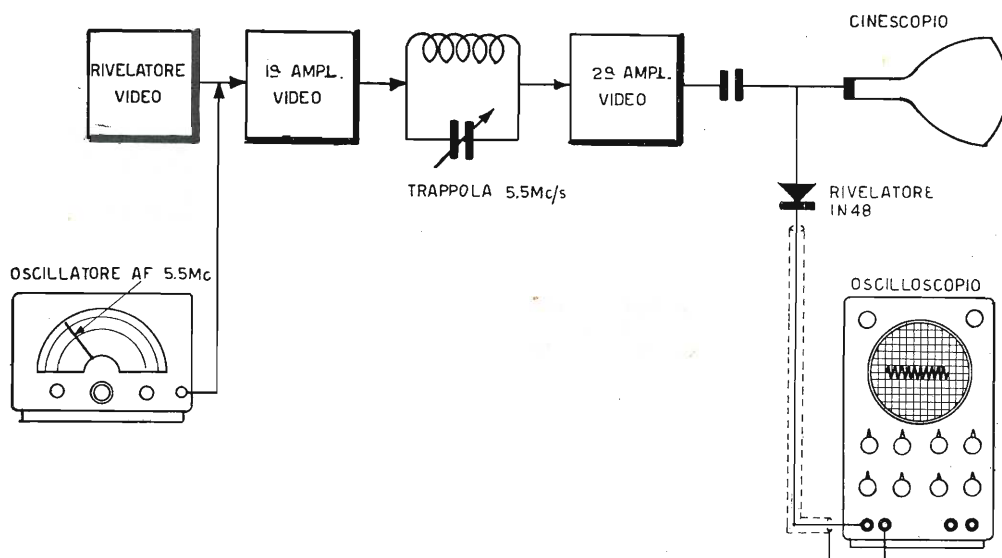 CINESCOPIO
RIVELATORE
VIDEO
1º AMPL.
VIDEO
2º AMPL.
VIDEO
TRAPPOLA 5.5Mc/s
RIVELATORE
IN48
OSCILLATORE AF 5.5Mc
OSCILLOSCOPIO